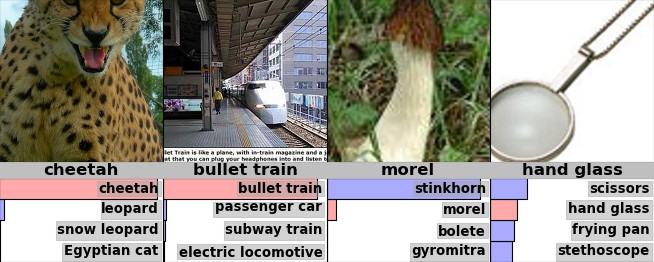 let Train is like a plane, with in-train magazine and a j
at that you can plug your headphones into and listen t
cheetah
cheetah
leopard
snow leopard
Egyptian cat
bullet train
bullet train
passenger car
subway train
electric locomotive
morel
stinkhorn
morel
bolete
gyromitra
hand glass
scissors
hand glass
frying pan
stethoscope